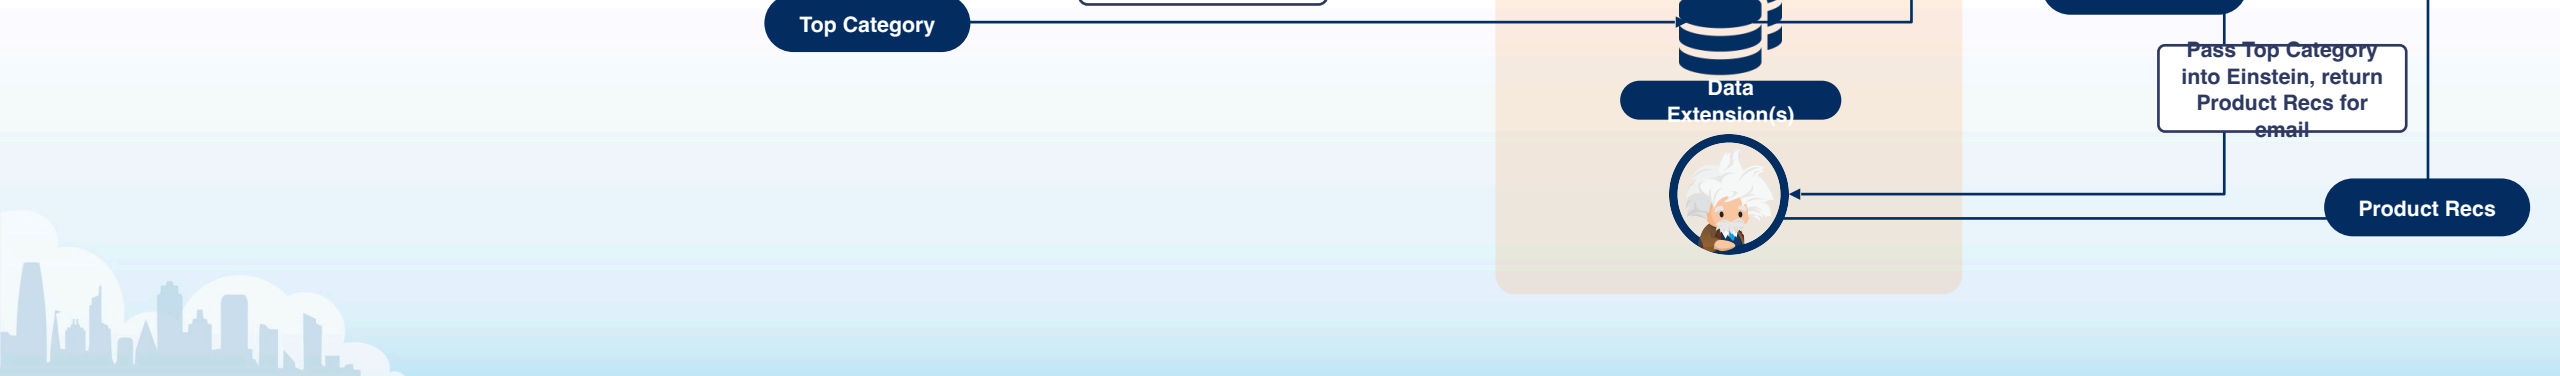 Top Category
Data
Extension(s)
Pass Top Category
into Einstein, return
Product Recs for
email
Product Recs